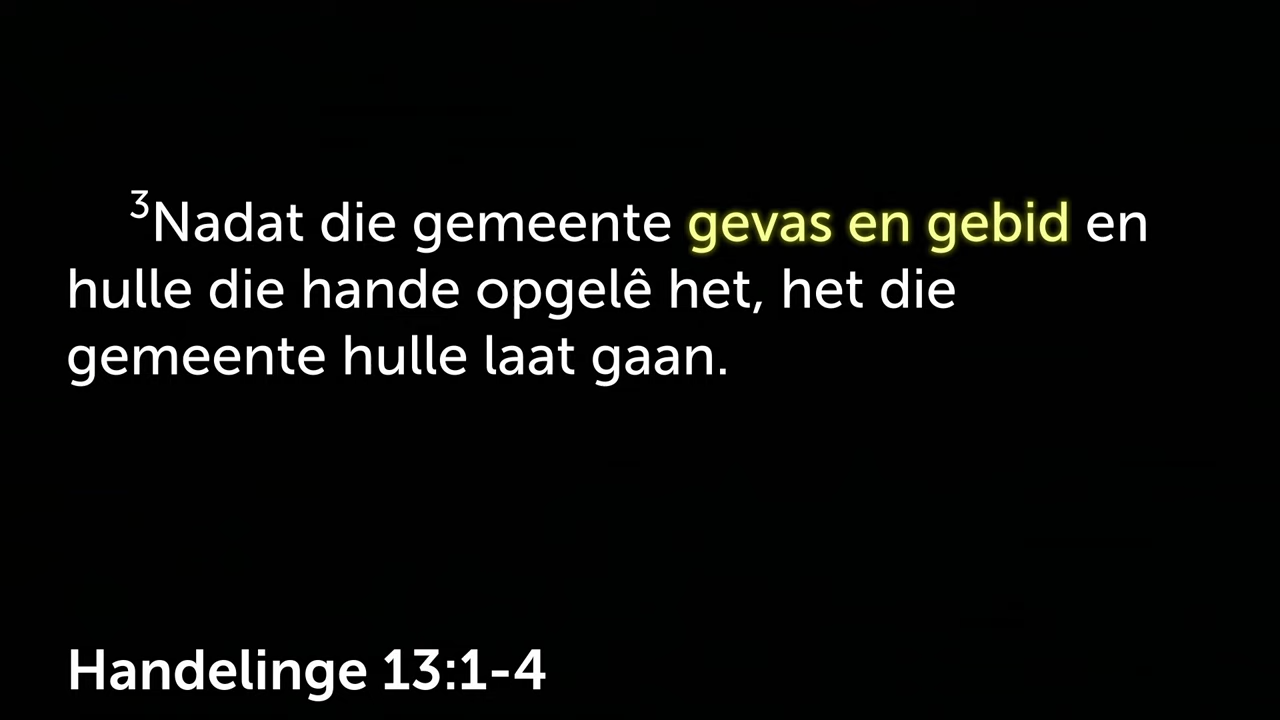 ³Nadat die gemeente gevas en gebid en
hulle die hande opgelê het, het die
gemeente hulle laat gaan.
Handelinge 13:1-4